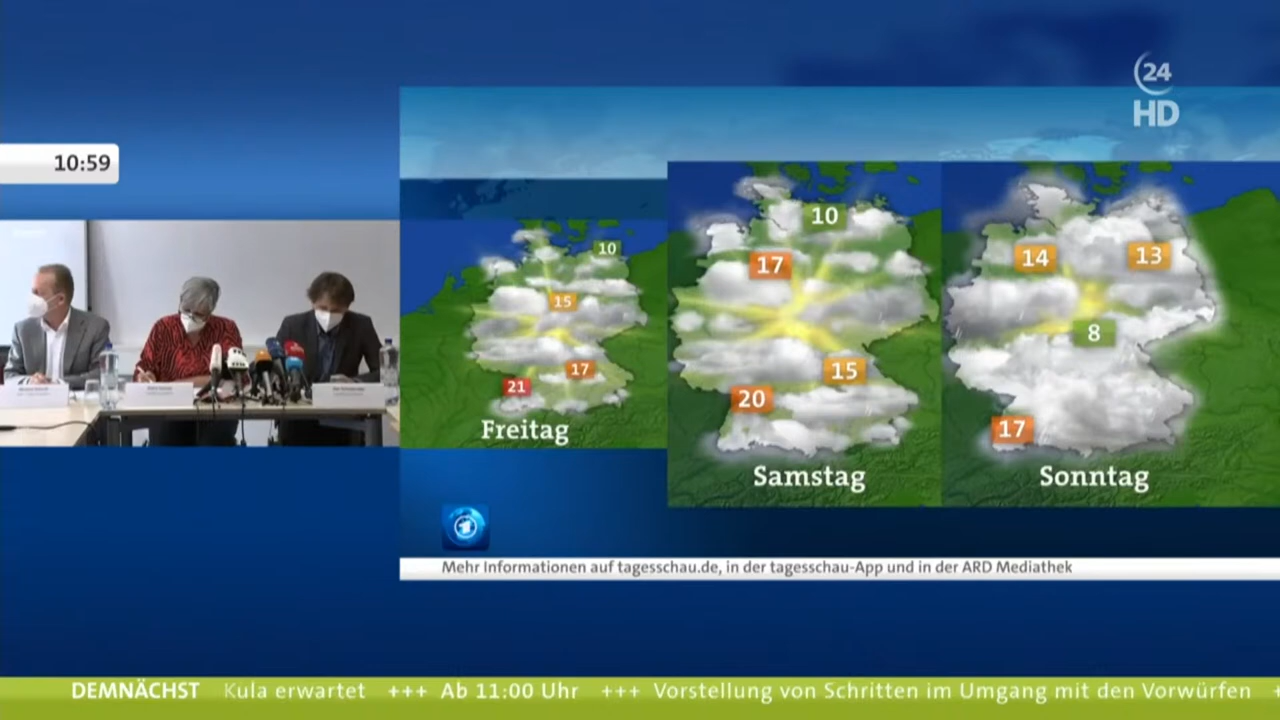 24
HD
10:59
10
15
17
21
Freitag
10
17
15
20
Samstag
14
13
8
17
Sonntag
Mehr Informationen auf tagesschau.de, in der tagesschau-App und in der ARD Mediathek
DEMNÄCHST Kula erwartet +++ Ab 11:00 Uhr +++ Vorstellung von Schritten im Umgang mit den Vorwürfen